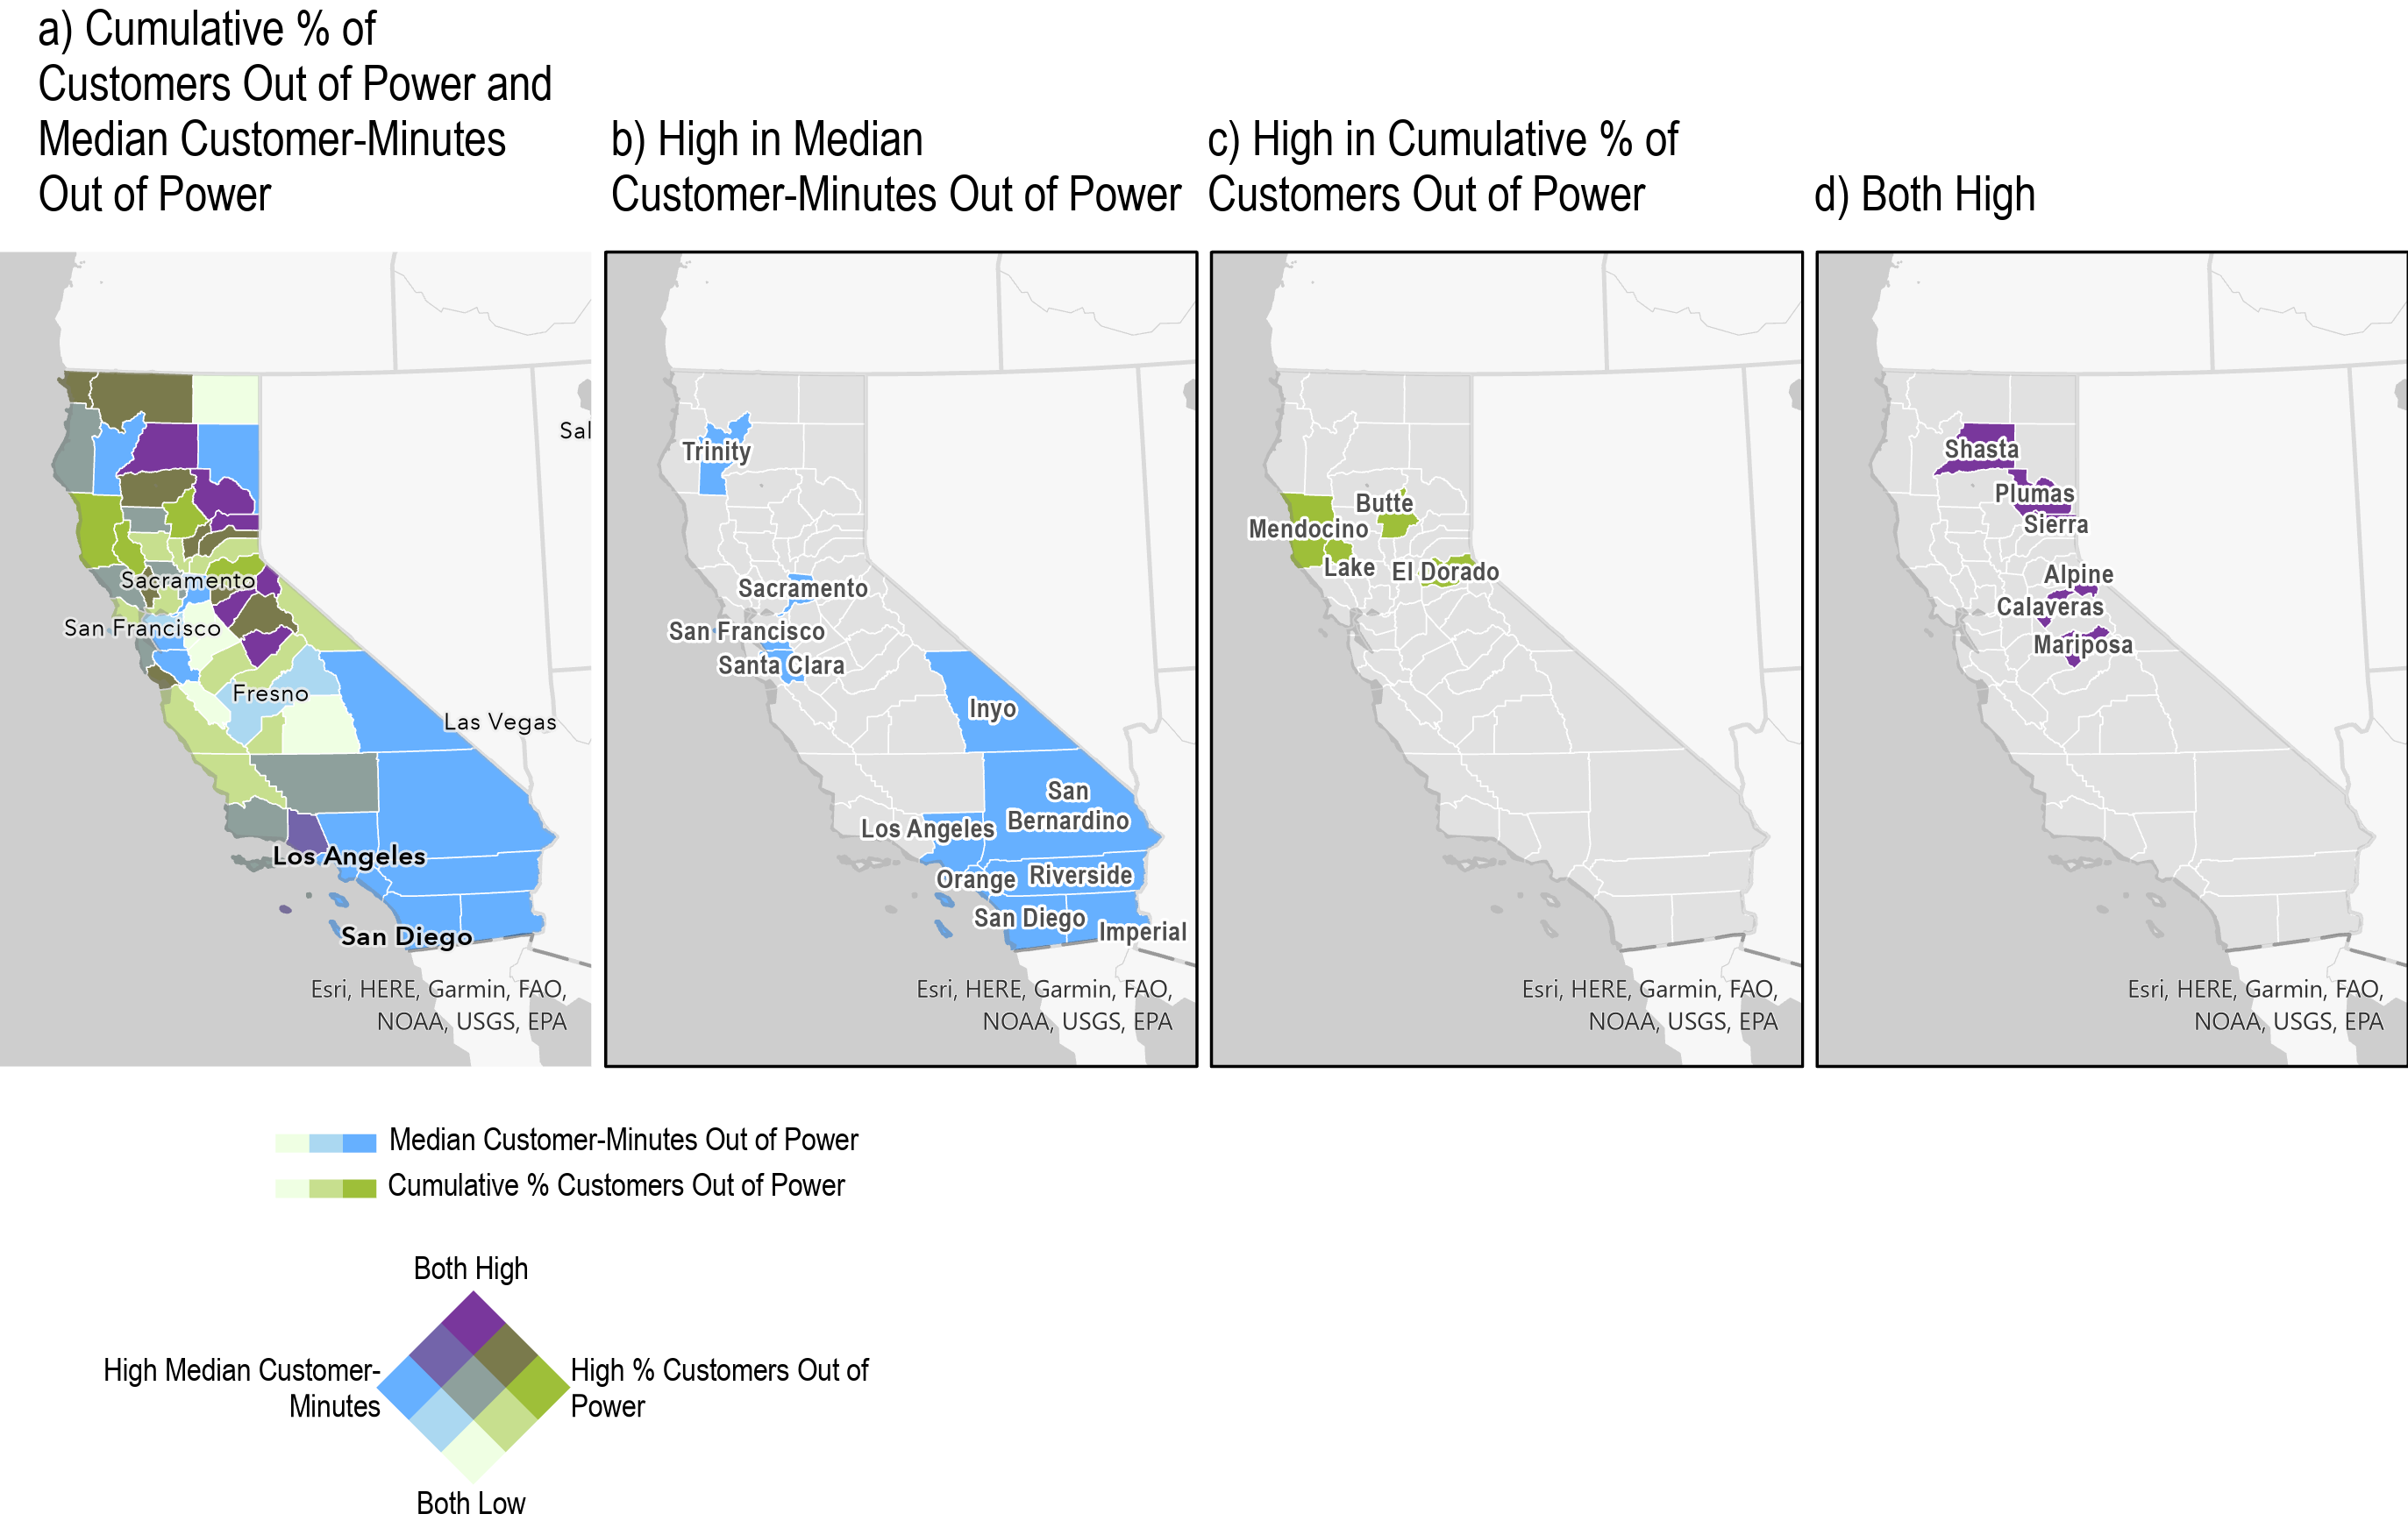 a) Cumulative % of
Customers Out of Power and
Median Customer-Minutes
Out of Power
b) High in Median
Customer-Minutes Out of Power
c) High in Cumulative % of
Customers Out of Power
d) Both High
Sal
Sacramento
San Francisco
Fresno
Las Vegas
Los Angeles
San Diego
Esri, HERE, Garmin, FAO,
NOAA, USGS, EPA
Trinity
Sacramento
San Francisco
Santa Clara
Inyo
San
Bernardino
Los Angeles
Orange
Riverside
San Diego
Imperial
Esri, HERE, Garmin, FAO,
NOAA, USGS, EPA
Butte
Mendocino
Lake
El Dorado
Esri, HERE, Garmin, FAO,
NOAA, USGS, EPA
Shasta
Plumas
Sierra
Alpine
Calaveras
Mariposa
Esri, HERE, Garmin, FAO,
NOAA, USGS, EPA
Median Customer-Minutes Out of Power
Cumulative % Customers Out of Power
Both High
High Median Customer-
Minutes
High % Customers Out of
Power
Both Low